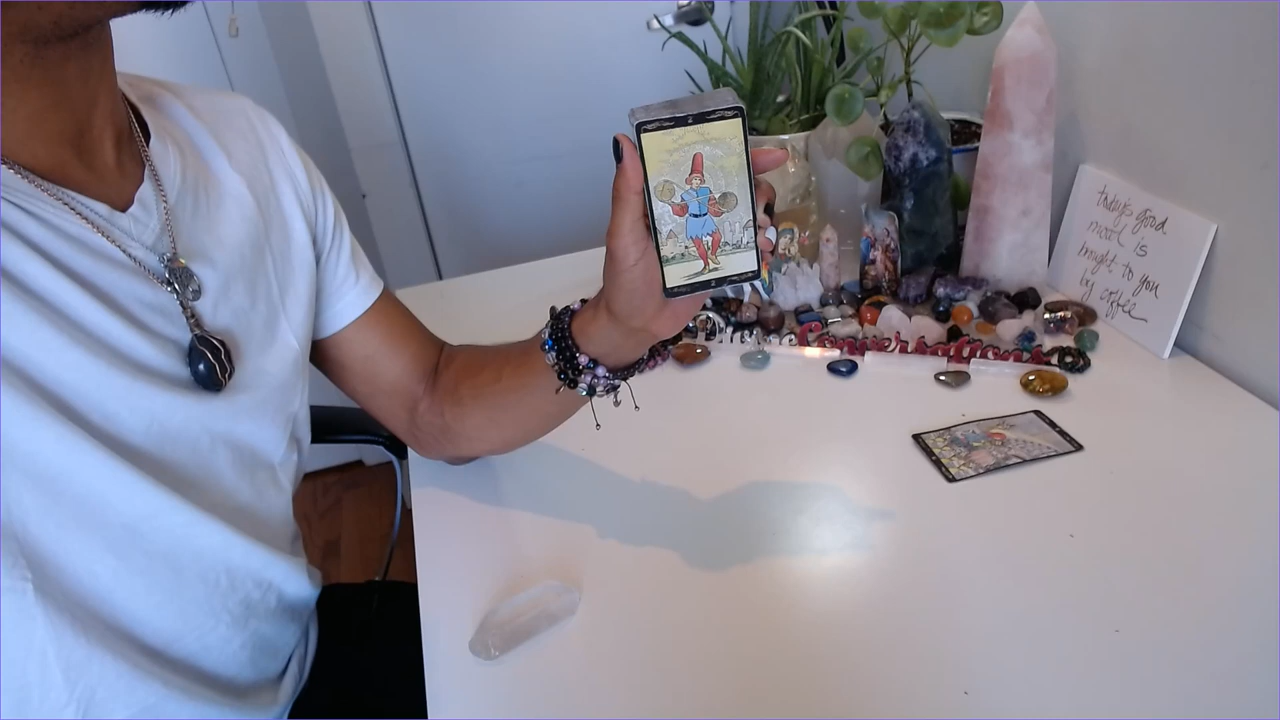 today's good
mood is
brought to you
by coffee
Conversations